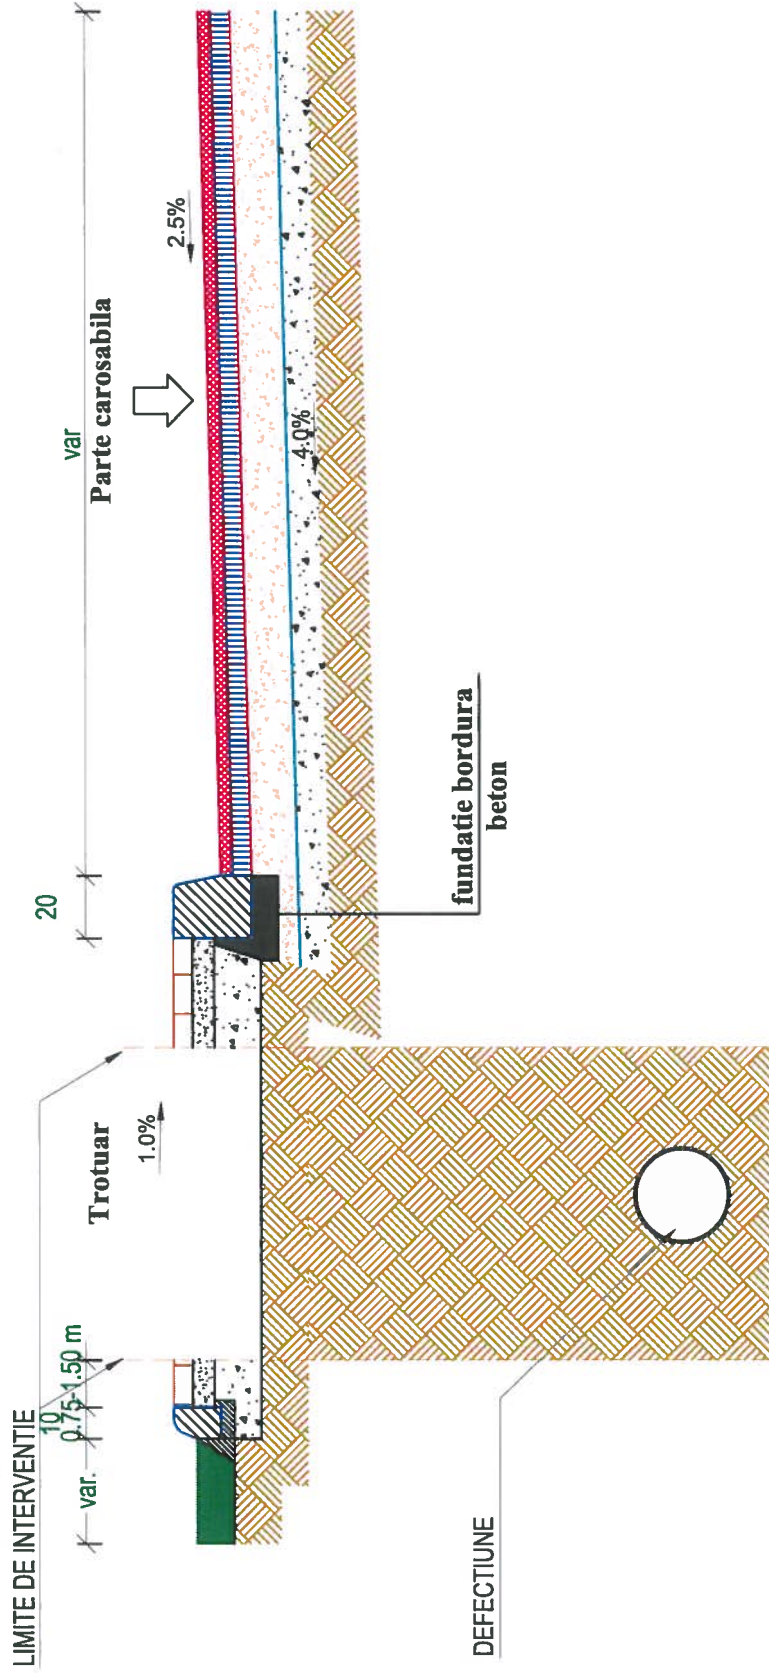 LIMITE DE INTERVENTIE
var.
10
0.75-1.50 m
20
var
Trotuar
Parte carosabila
1.0%
2.5%
4.0%
fundatie bordura
beton
DEFECTIUNE